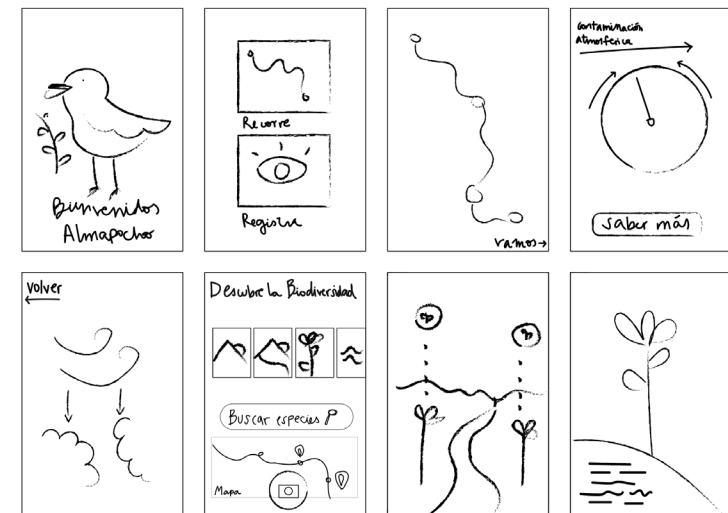 Bienvenidos
Almapocho
Recorre
Registra
vamos→
contaminación
atmosférica
saber más
volver
Descubre la Biodiversidad
Buscar especies
Mapa